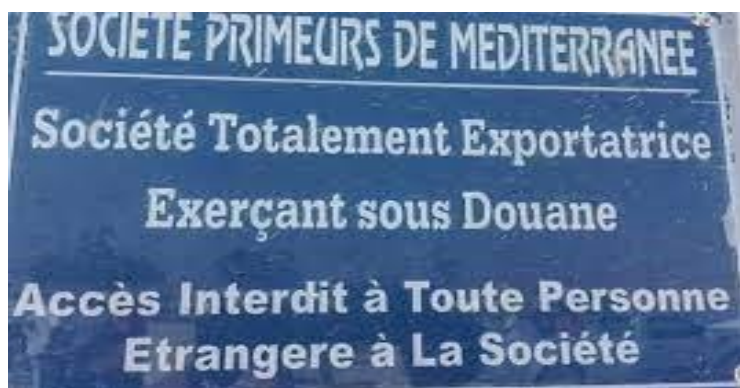 SOCIETE PRIMEURS DE MEDITERRANEE
Société Totalement Exportatrice
Exerçant sous Douane
Accès Interdit à Toute Personne
Etrangere à La Société